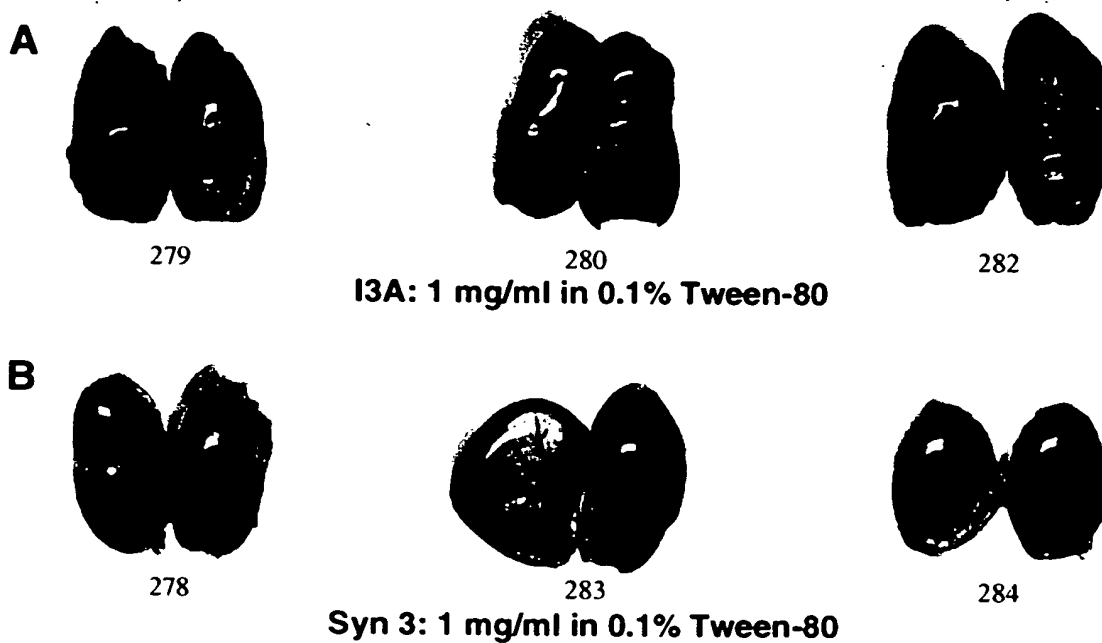 A
279 280 282
I3A: 1 mg/ml in 0.1% Tween-80
B
278 283 284
Syn 3: 1 mg/ml in 0.1% Tween-80